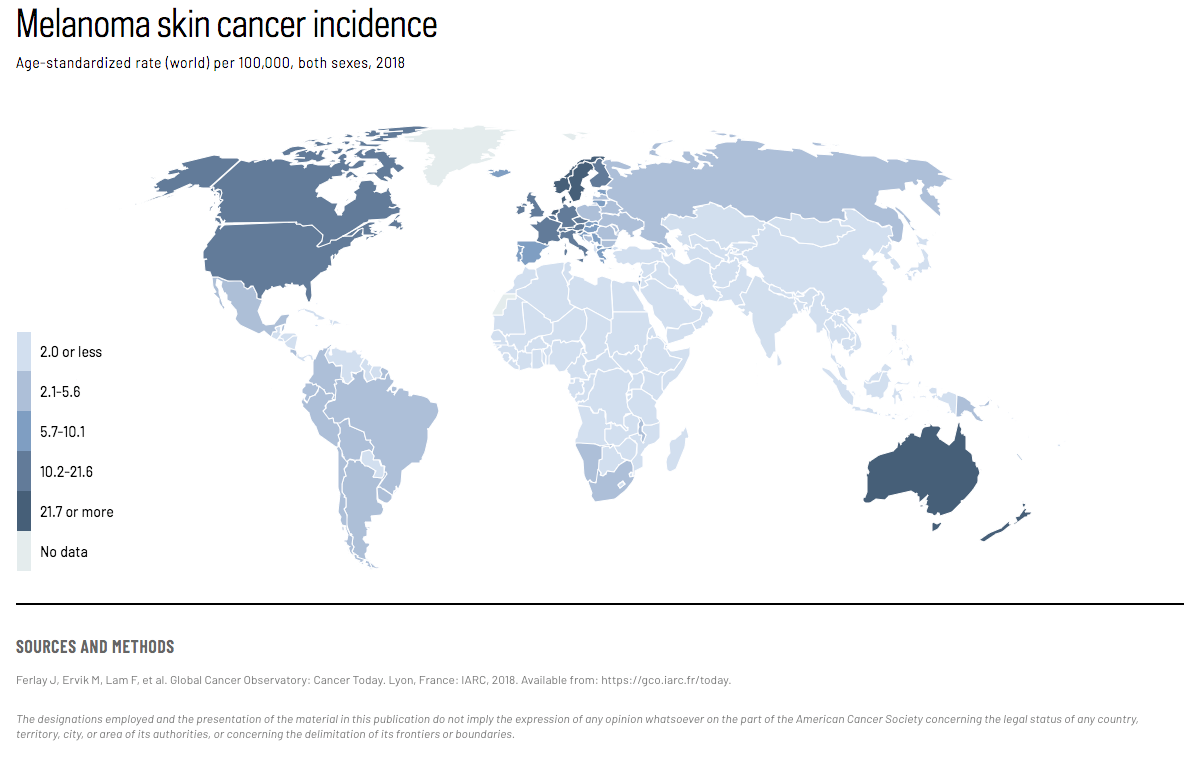 Melanoma skin cancer incidence
Age-standardized rate (world) per 100,000, both sexes, 2018
2.0 or less
2.1-5.6
5.7-10.1
10.2-21.6
21.7 or more
No data
SOURCES AND METHODS
Ferlay J, Ervik M, Lam F, et al. Global Cancer Observatory: Cancer Today. Lyon, France: IARC, 2018. Available from: https://gco.iarc.fr/today.
The designations employed and the presentation of the material in this publication do not imply the expression of any opinion whatsoever on the part of the American Cancer Society concerning the legal status of any country,
territory, city, or area of its authorities, or concerning the delimitation of its frontiers or boundaries.